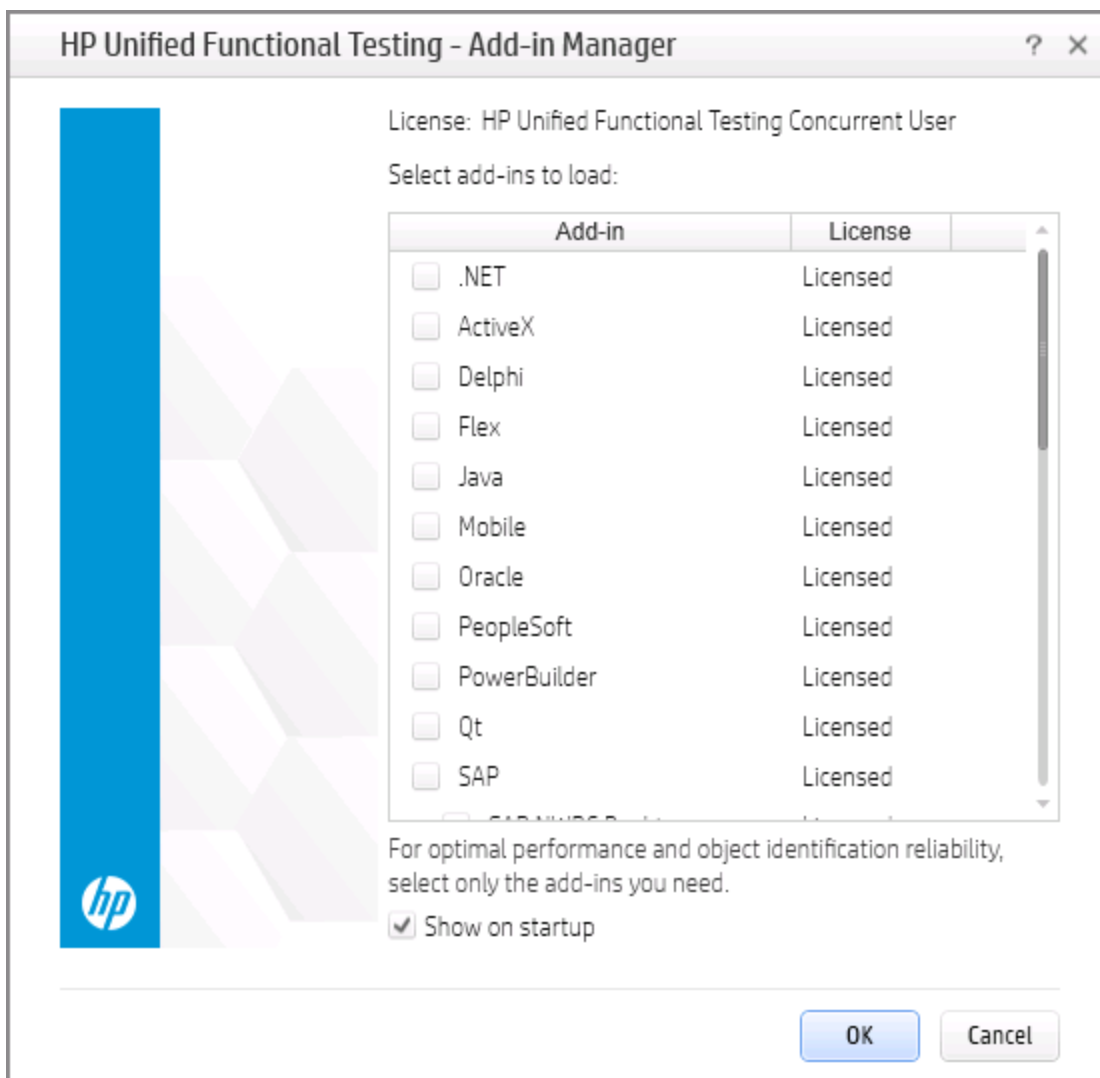 HP Unified Functional Testing - Add-in Manager ? ×
License: HP Unified Functional Testing Concurrent User
Select add-ins to load:
Add-in License
.NET Licensed
ActiveX Licensed
Delphi Licensed
Flex Licensed
Java Licensed
Mobile Licensed
Oracle Licensed
PeopleSoft Licensed
PowerBuilder Licensed
Qt Licensed
SAP Licensed
For optimal performance and object identification reliability,
select only the add-ins you need.
hp
Show on startup
OK Cancel